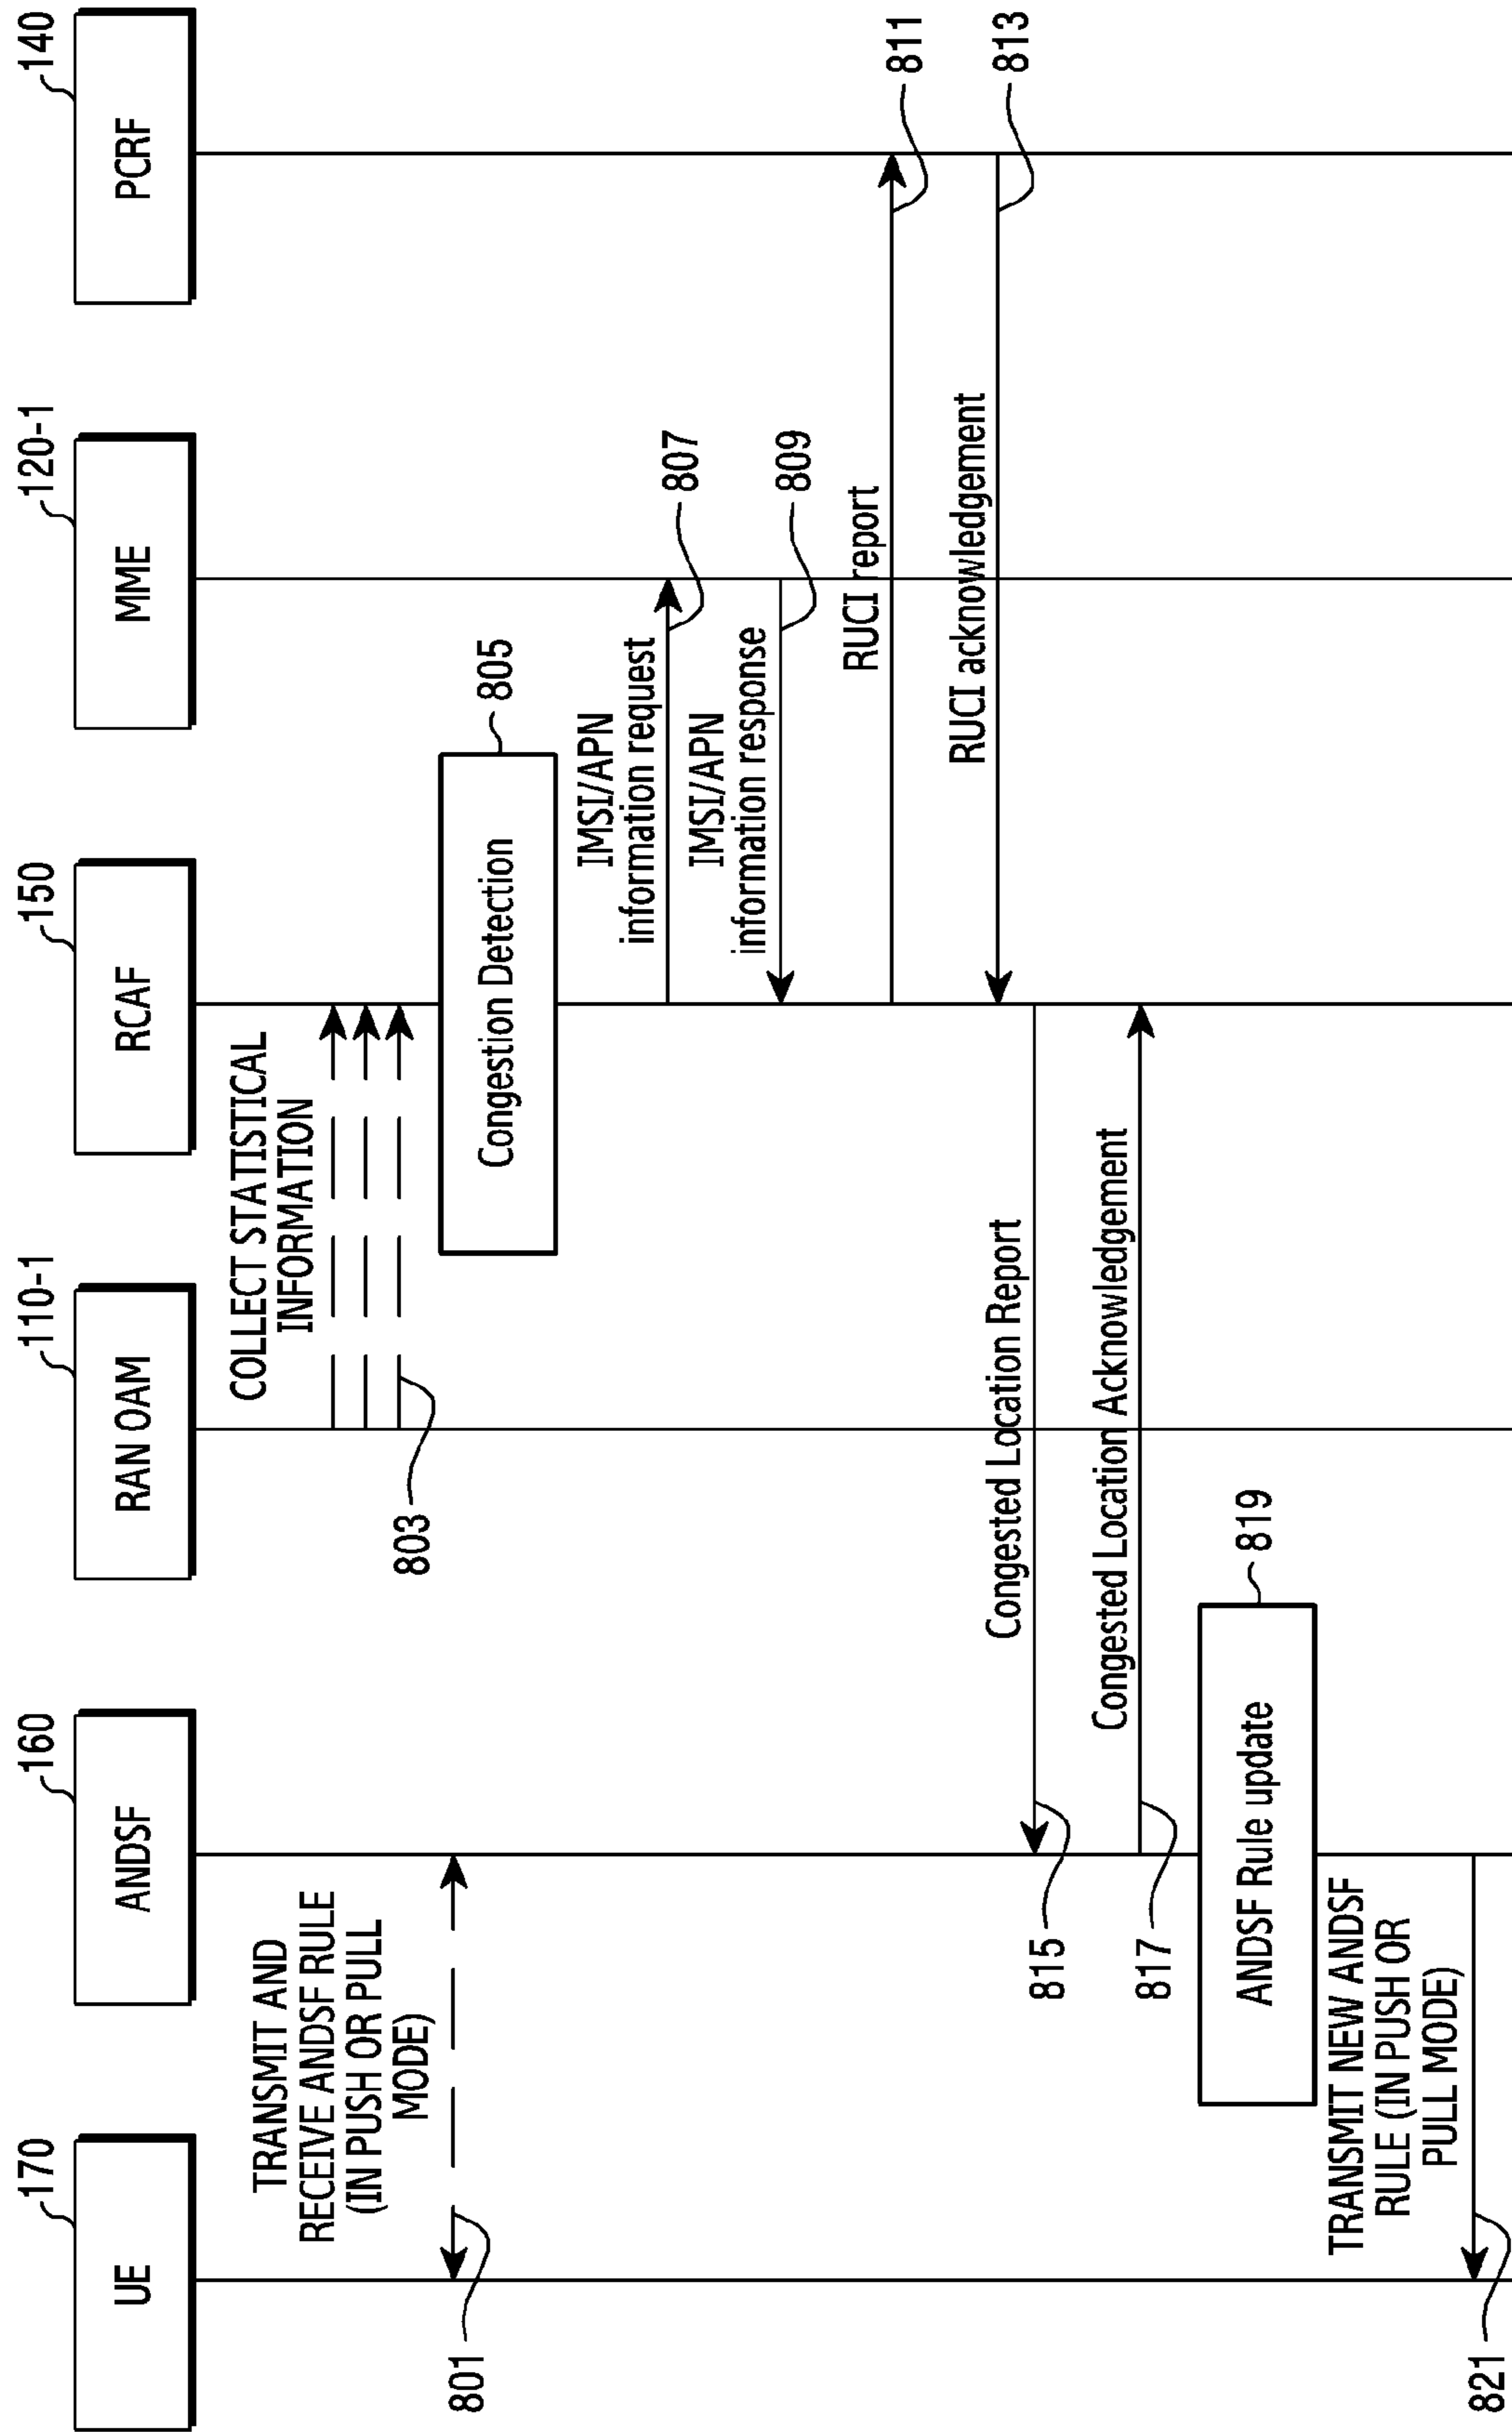 170
160
110-1
150
120-1
140
UE
ANDSF
RAN OAM
RCAF
MME
PCRF
TRANSMIT AND
RECEIVE ANDSF RULE
(IN PUSH OR PULL
MODE)
801
COLLECT STATISTICAL
INFORMATION
803
Congestion Detection
805
IMSI/APN
information request
807
IMSI/APN
information response
809
RUCI report
811
RUCI acknowledgement
813
Congested Location Report
815
Congested Location Acknowledgement
817
ANDSF Rule update
819
TRANSMIT NEW ANDSF
RULE (IN PUSH OR
PULL MODE)
821